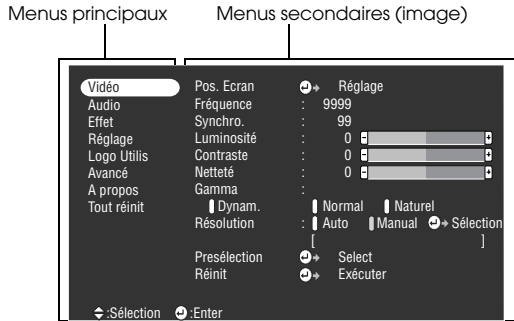 Menus principaux Menus secondaires (image)
Vidéo Pos. Ecran Réglage
Audio Fréquence : 9999
Effet Synchro. : 99
Réglage Luminosité : 0 - +
Logo Utilis Contraste : 0 - +
Avancé Netteté : 0 - +
A propos Gamma :
Tout réinit Dynam. Normal Naturel
Résolution : Auto Manual Sélection
[ ]
Presélection Select
Réinit Exécuter
:Sélection :Enter